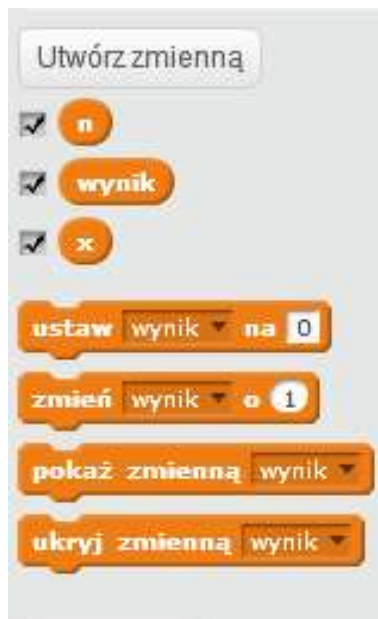 Utwórz zmienną
n
wynik
x
ustaw wynik na 0
zmień wynik o 1
pokaż zmienną wynik
ukryj zmienną wynik